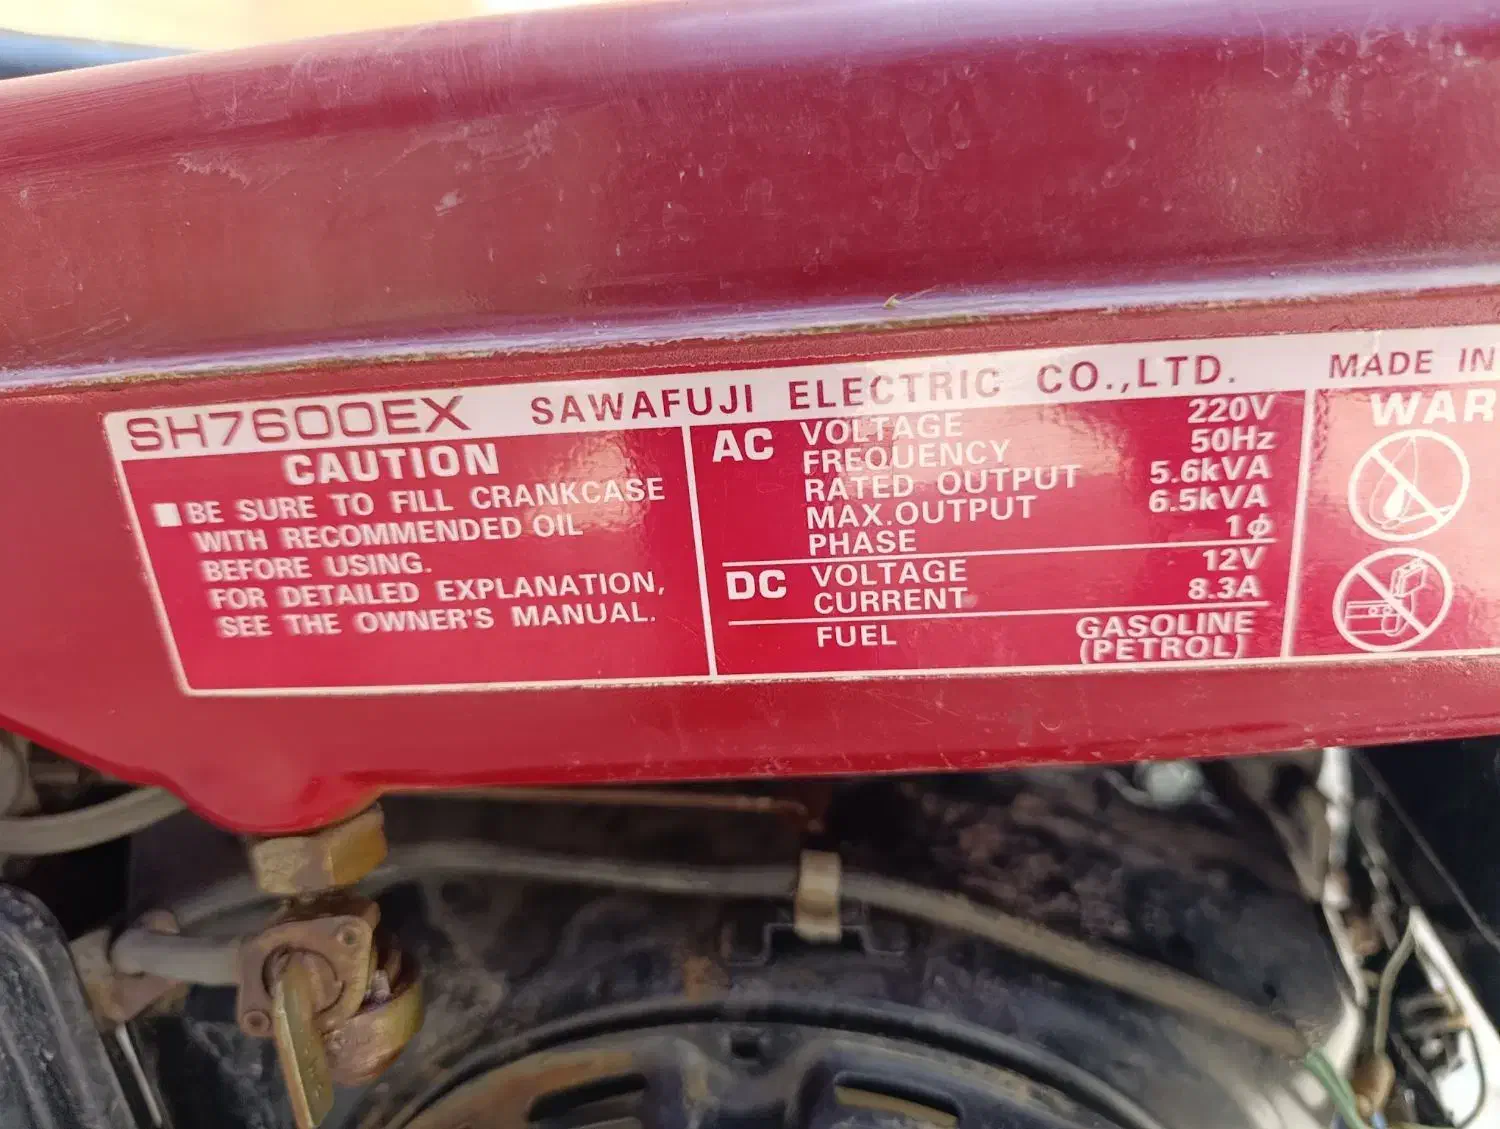 SH7600EX SAWAFUJI ELECTRIC CO.,LTD. MADE IN
CAUTION
■ BE SURE TO FILL CRANKCASE
WITH RECOMMENDED OIL
BEFORE USING.
FOR DETAILED EXPLANATION,
SEE THE OWNER'S MANUAL.
AC VOLTAGE 220V
FREQUENCY 50Hz
RATED OUTPUT 5.6kVA
MAX.OUTPUT 6.5kVA
PHASE 1ϕ
DC VOLTAGE 12V
CURRENT 8.3A
FUEL GASOLINE
(PETROL)
WAR